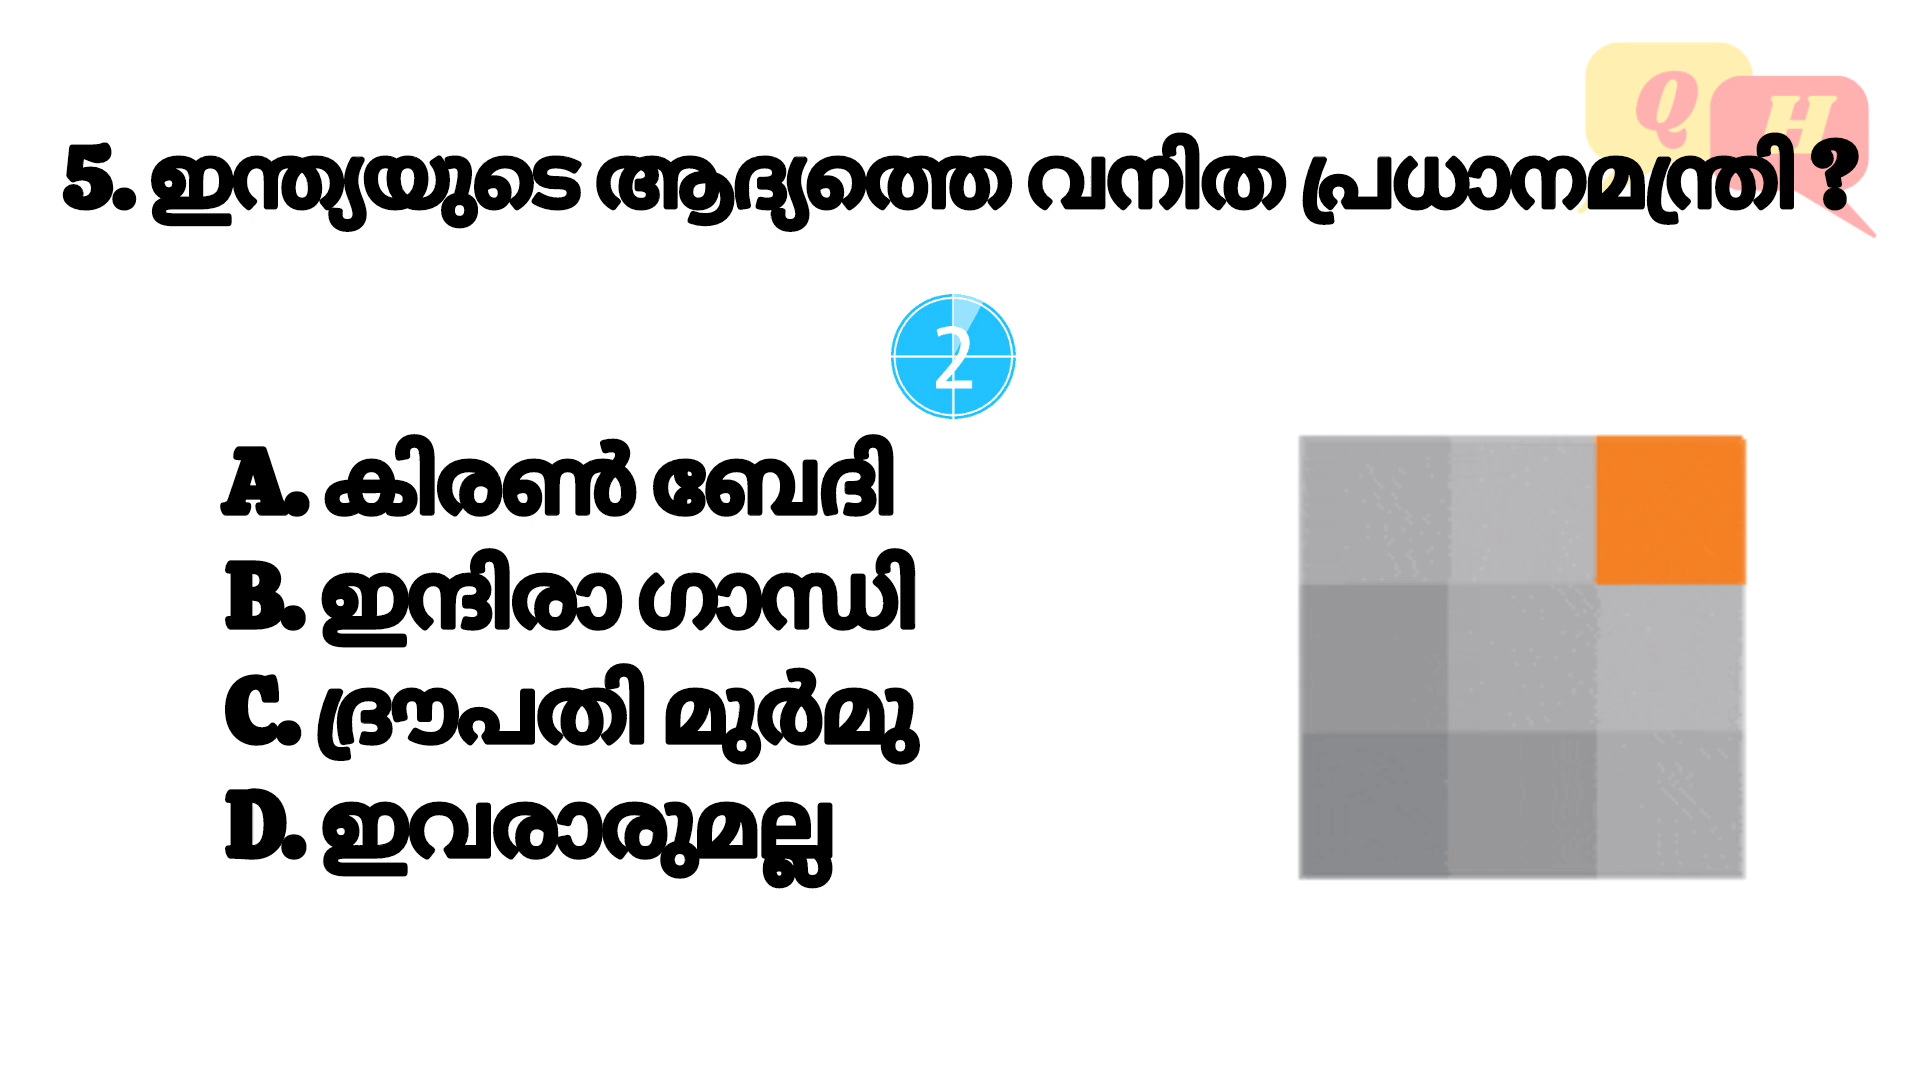 Q H
5. ഇന്ത്യയുടെ ആദ്യത്തെ വനിത പ്രധാനമന്ത്രി ?
2
A. കിരൺ ബേദി
B. ഇന്ദിരാ ഗാന്ധി
C. ദ്രൗപതി മുർമു
D. ഇവരാരുമല്ല